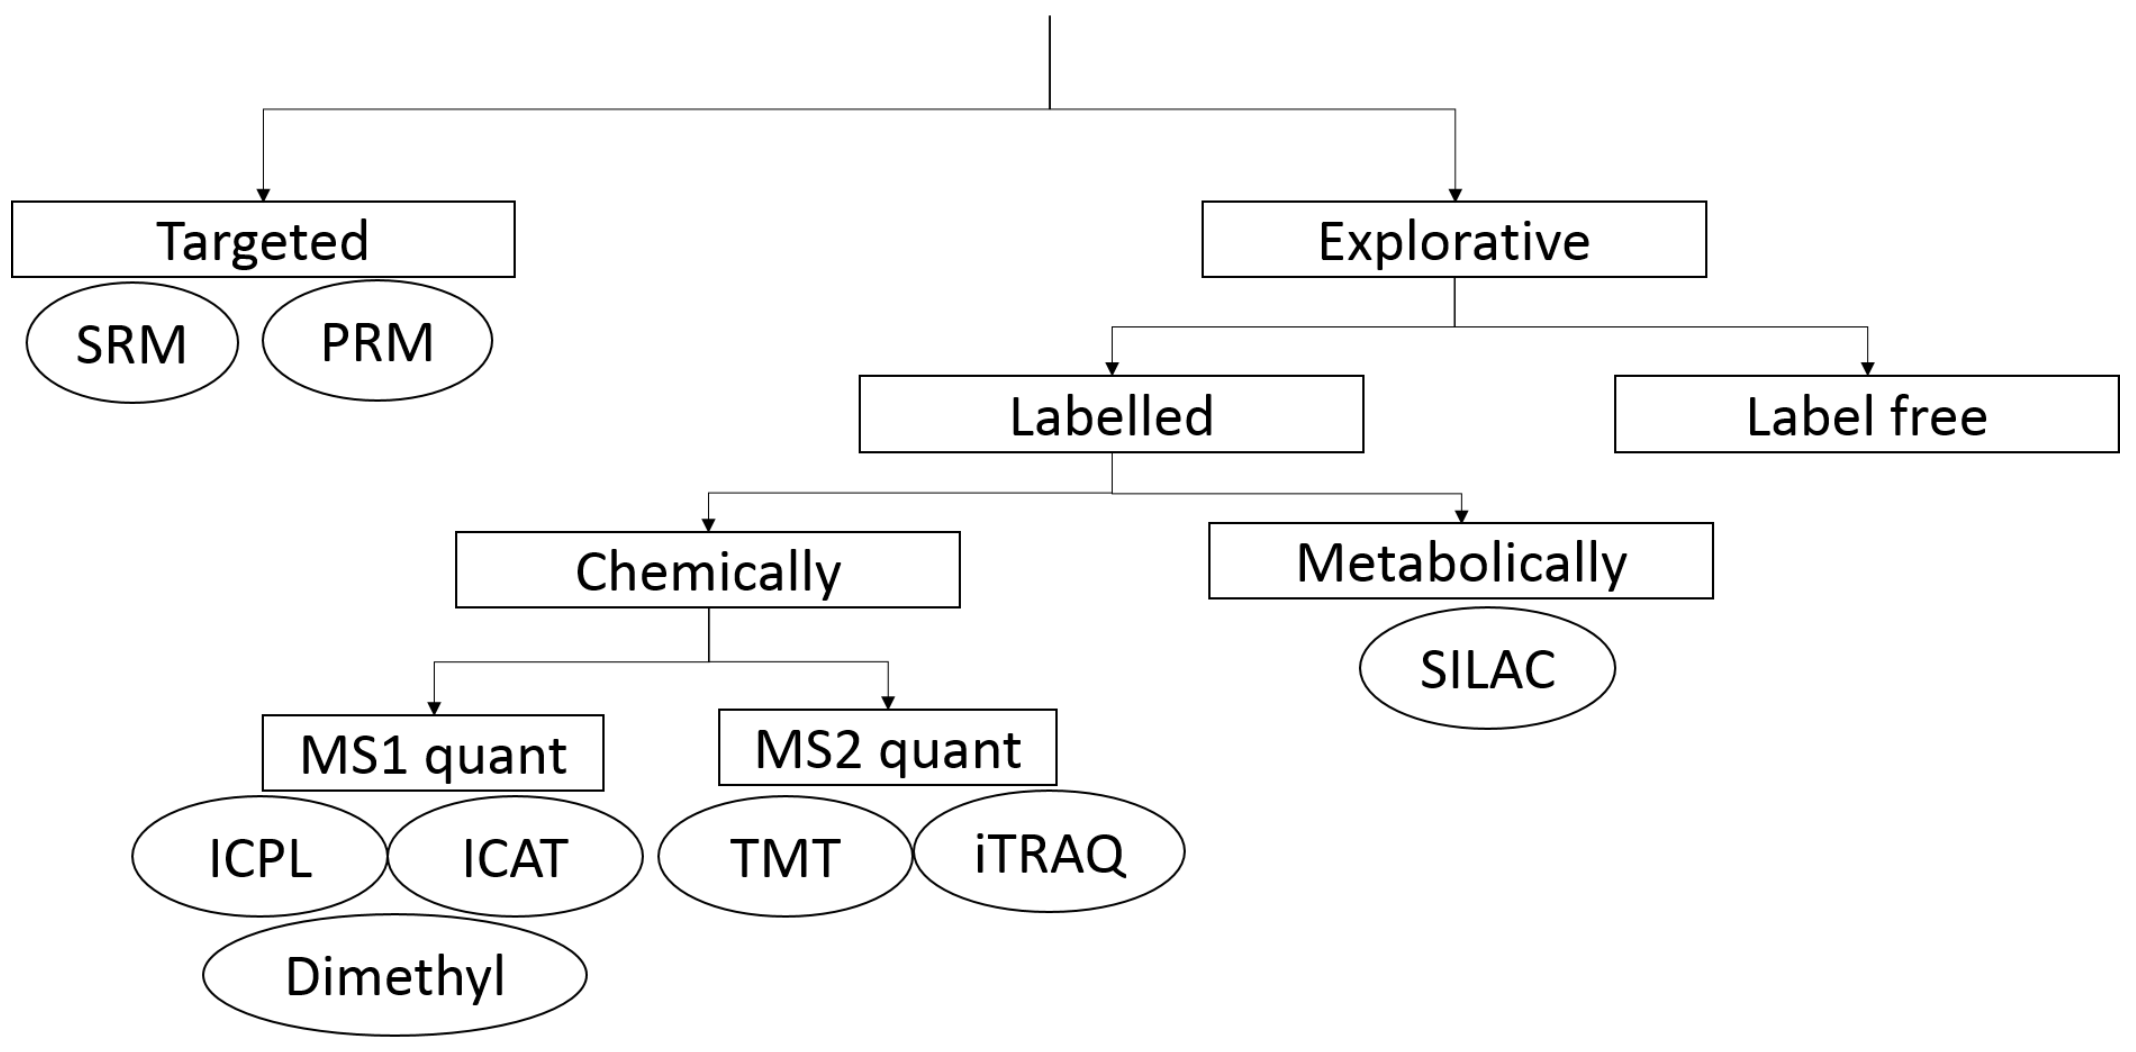 Targeted
Explorative
SRM
PRM
Labelled
Label free
Chemically
Metabolically
SILAC
MS1 quant
MS2 quant
ICPL
ICAT
TMT
iTRAQ
Dimethyl